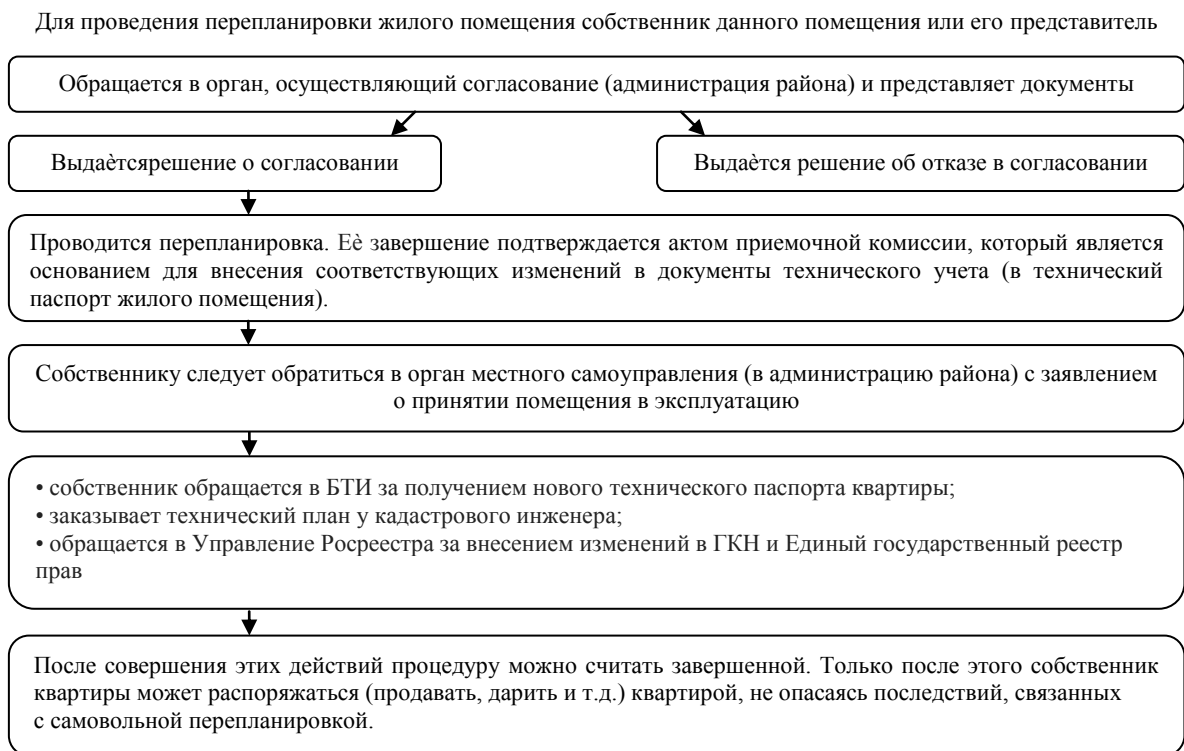 Для проведения перепланировки жилого помещения собственник данного помещения или его представитель
Обращается в орган, осуществляющий согласование (администрация района) и представляет документы
Выдаѐтсярешение о согласовании
Выдаѐтся решение об отказе в согласовании
Проводится перепланировка. Еѐ завершение подтверждается актом приемочной комиссии, который является
основанием для внесения соответствующих изменений в документы технического учета (в технический
паспорт жилого помещения).
Собственнику следует обратиться в орган местного самоуправления (в администрацию района) с заявлением
о принятии помещения в эксплуатацию
• собственник обращается в БТИ за получением нового технического паспорта квартиры;
• заказывает технический план у кадастрового инженера;
• обращается в Управление Росреестра за внесением изменений в ГКН и Единый государственный реестр
прав
После совершения этих действий процедуру можно считать завершенной. Только после этого собственник
квартиры может распоряжаться (продавать, дарить и т.д.) квартирой, не опасаясь последствий, связанных
с самовольной перепланировкой.